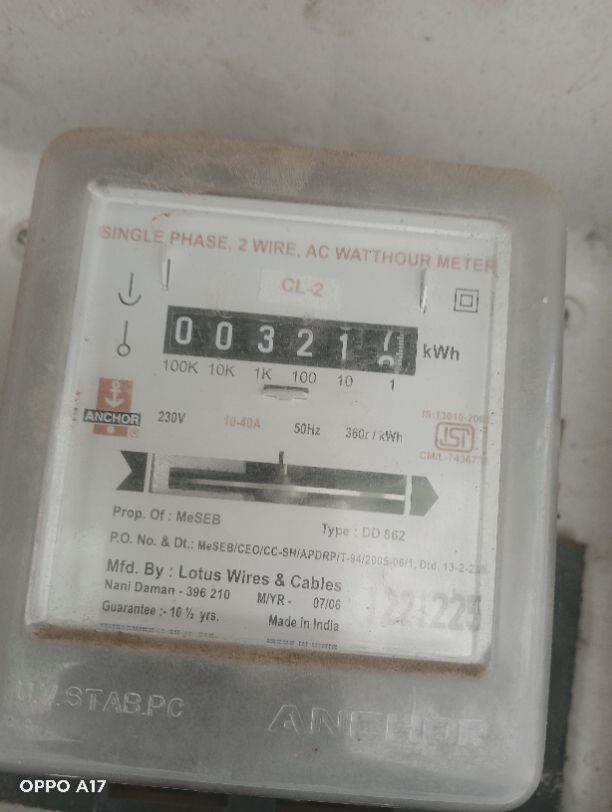 SINGLE PHASE, 2 WIRE, AC WATTHOUR METER
CL-2
0 0 3 2 1 kWh
100K 10K 1K 100 10 1
ANCHOR 230V 10-40A 50Hz 360r/kWh
ISI
Prop. Of : MeSEB
Type : DD 862
P.O. No. & Dt.: MeSEB/CEO/CC-SH/APDRP/T-94/2005-06/1, Dtd. 13-2-
Mfd. By : Lotus Wires & Cables
Nani Daman - 396 210 M/YR - 07/06
Guarantee :- 10 ½ yrs. Made in India
221225
U.V.STAB.PC
ANCHOR
OPPO A17